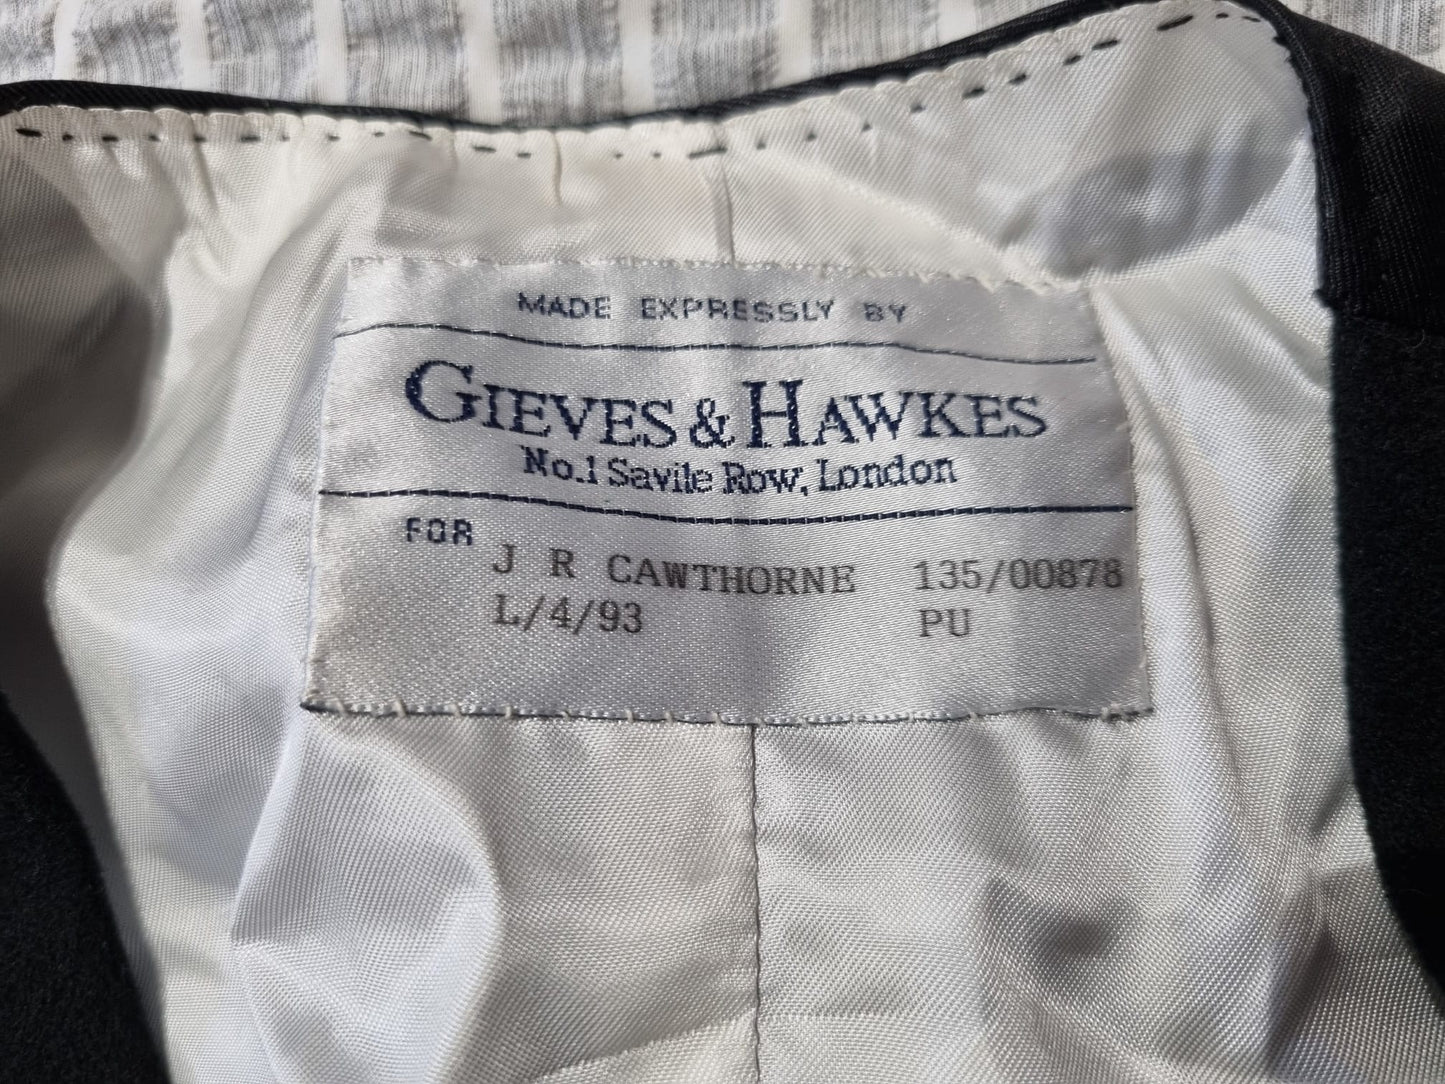 MADE EXPRESSLY BY
GIEVES & HAWKES
No.1 Savile Row, London
FOR J R CAWTHORNE 135/00878
L/4/93 PU